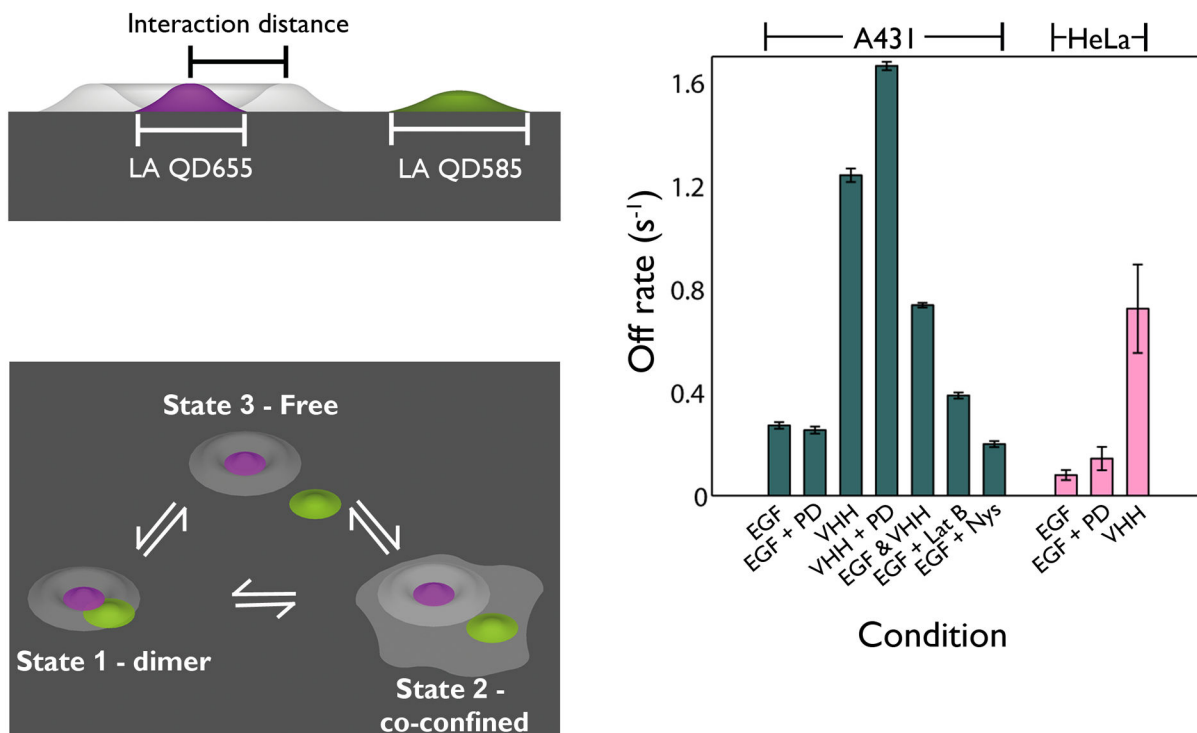 Interaction distance
LA QD655
LA QD585
State 3 - Free
State 1 - dimer
State 2 -
co-confined
A431
HeLa
Off rate (s⁻¹)
1.6
1.2
0.8
0.4
0
EGF
EGF + PD
VHH
VHH + PD
EGF & VHH
EGF + Lat B
EGF + Nys
EGF
EGF + PD
VHH
Condition